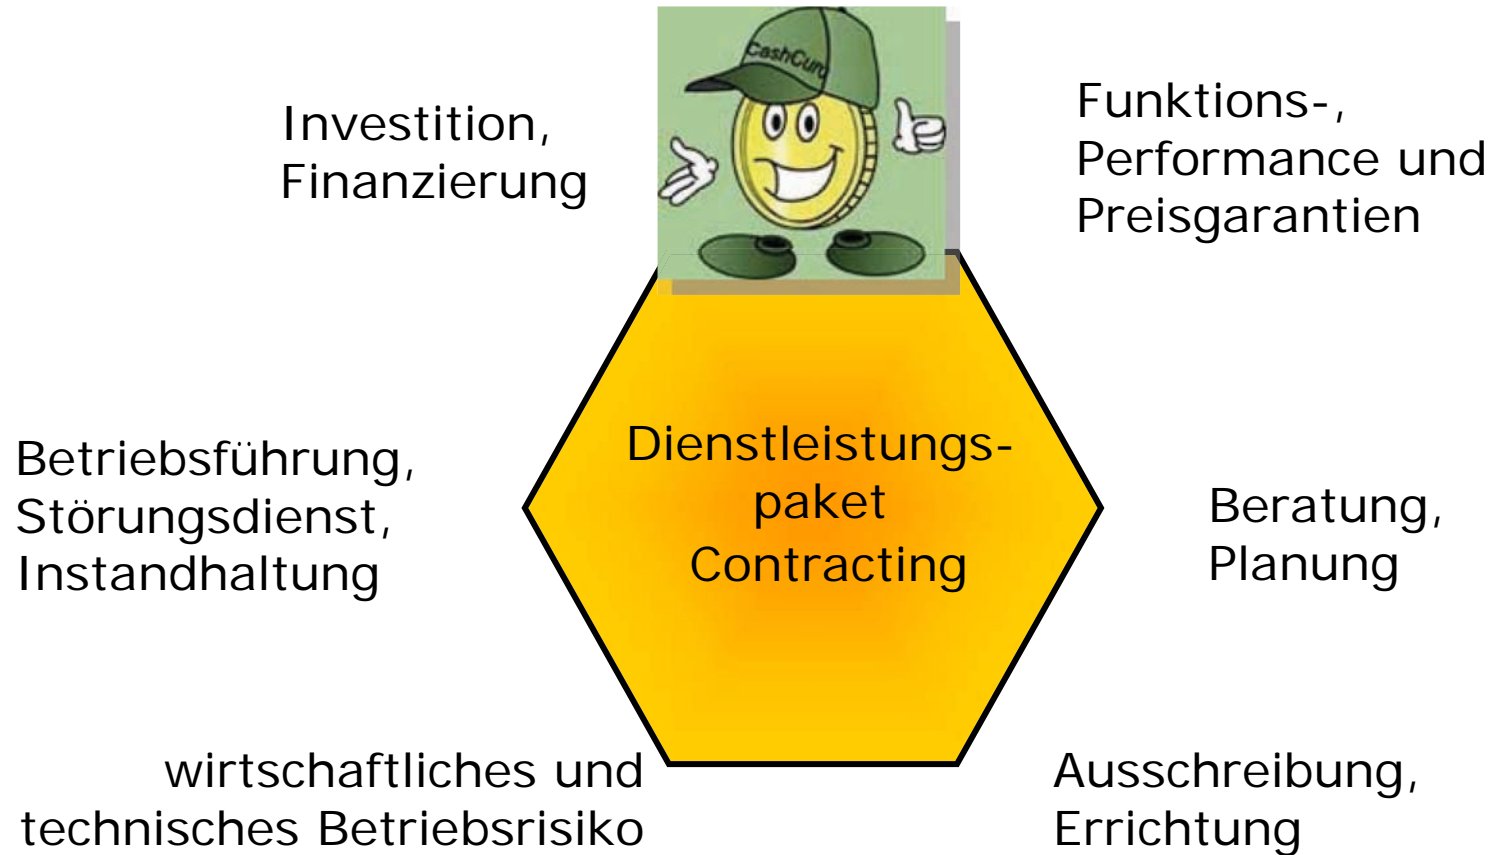 CashCunt
Investition,
Finanzierung
Funktions-,
Performance und
Preisgarantien
Betriebsführung,
Störungsdienst,
Instandhaltung
Dienstleistungs-
paket
Contracting
Beratung,
Planung
wirtschaftliches und
technisches Betriebsrisiko
Ausschreibung,
Errichtung